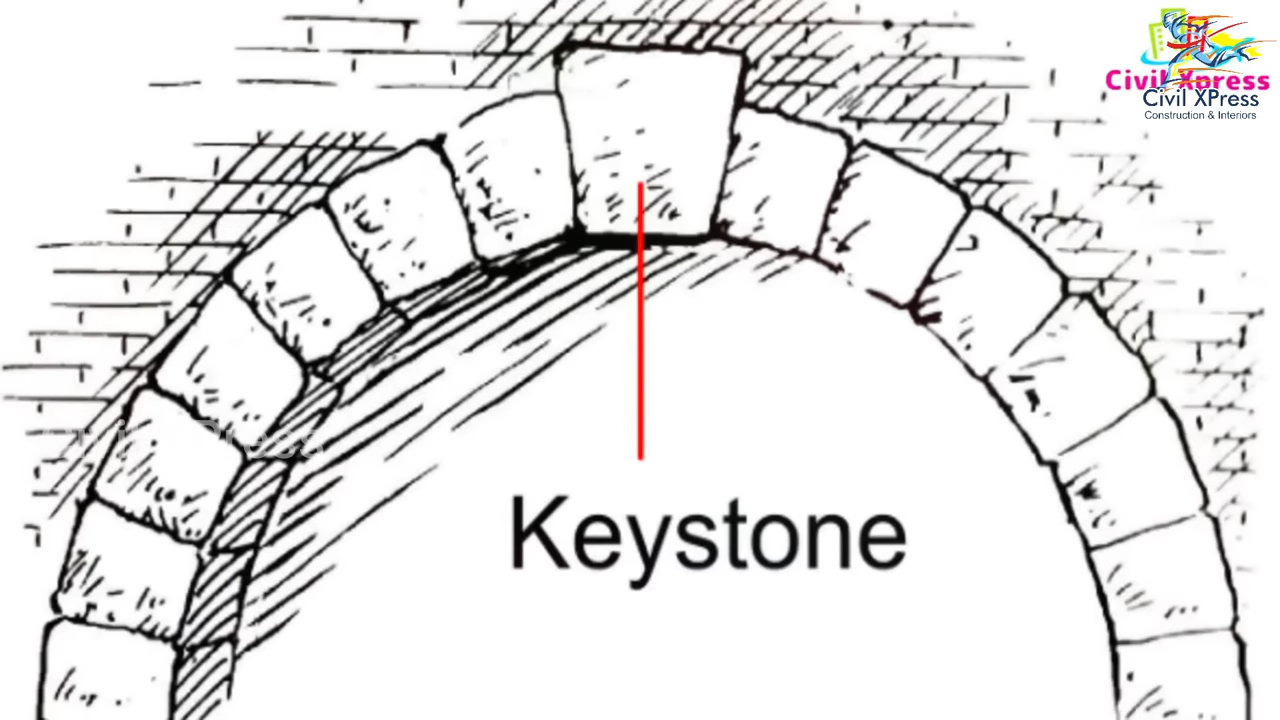 Civil Xpress
Civil XPress
Construction & Interiors
Keystone